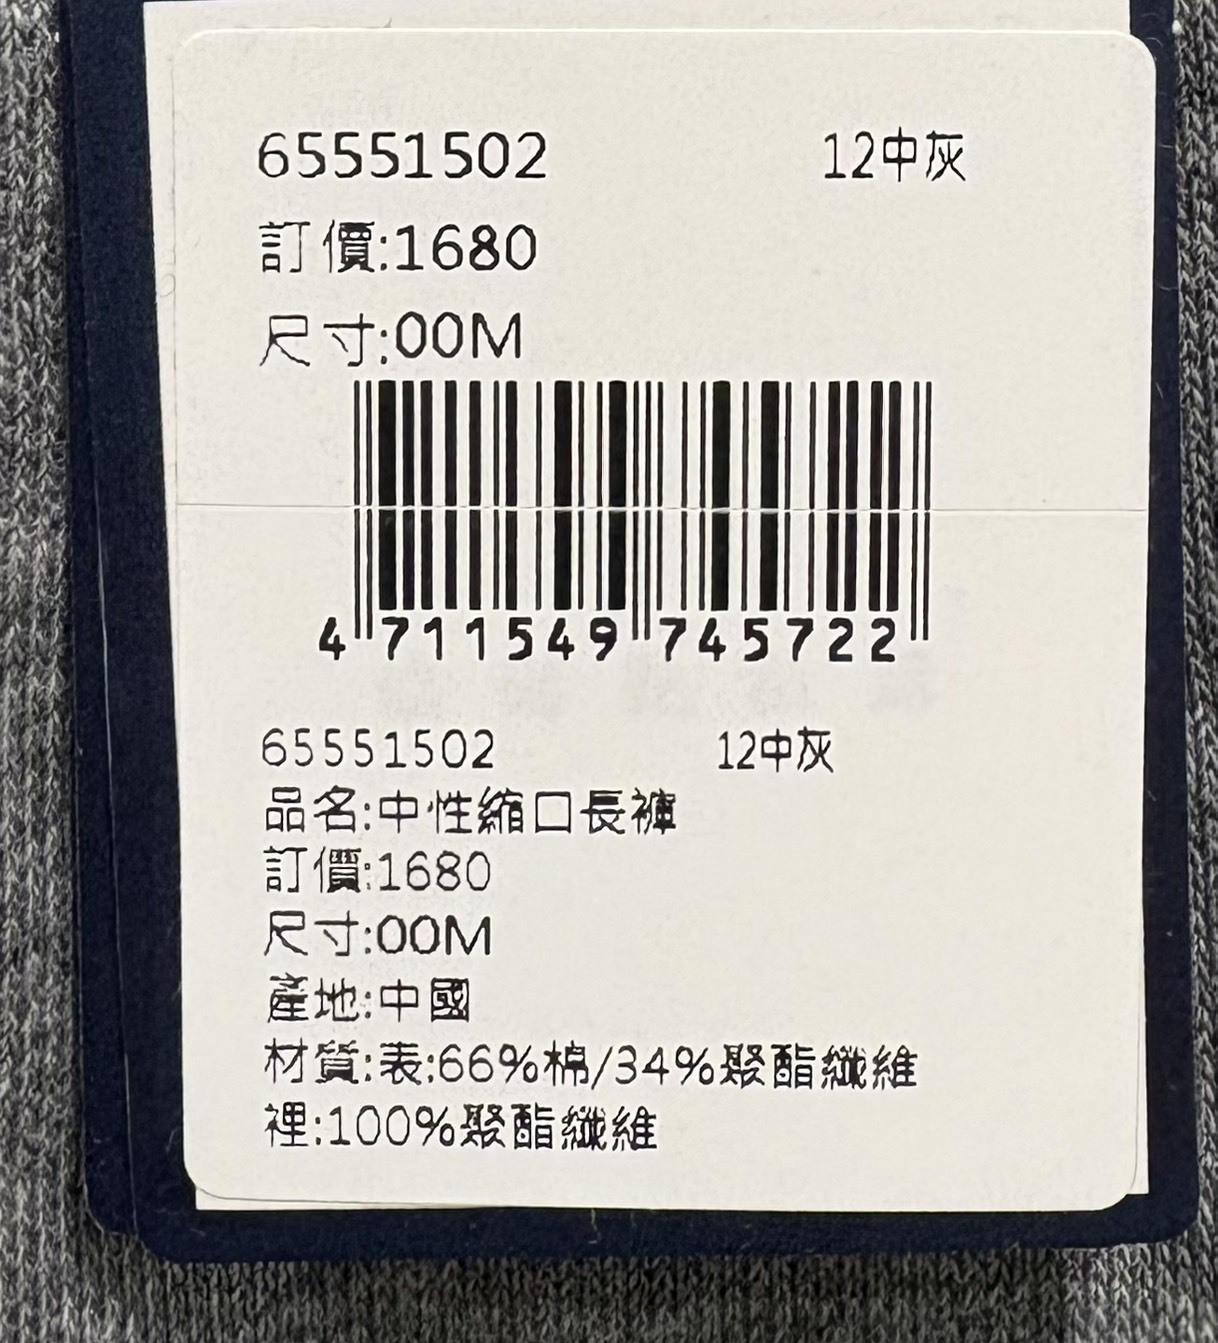 65551502 12中灰
訂價:1680
尺寸:00M
4 711549 745722
65551502 12中灰
品名:中性縮口長褲
訂價:1680
尺寸:00M
產地:中國
材質:表:66%棉/34%聚酯纖維
裡:100%聚酯纖維